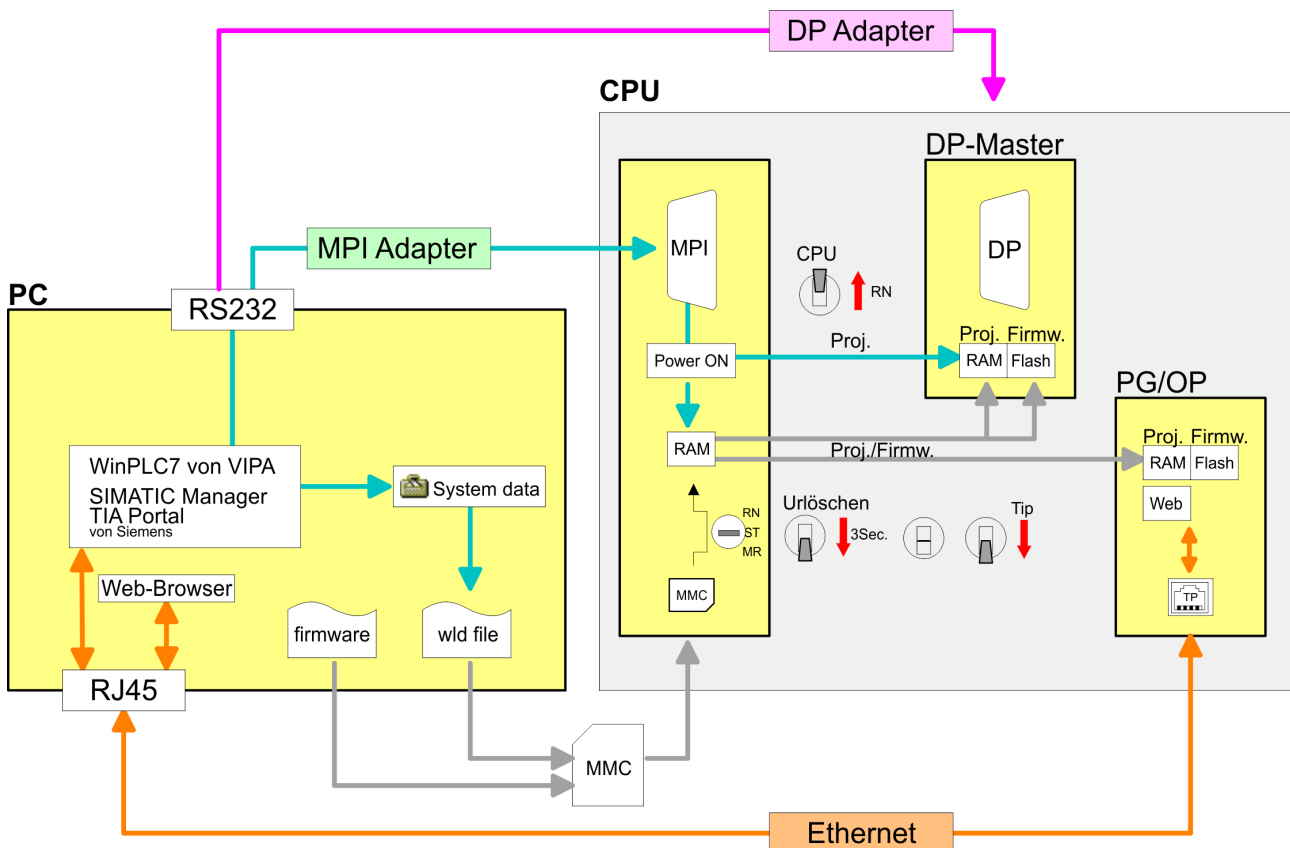 DP Adapter
CPU
DP-Master
MPI Adapter
MPI
CPU
RN
DP
PC
RS232
Proj.
Proj. Firmw.
Power ON
RAM
Flash
PG/OP
RAM
Proj./Firmw.
Proj. Firmw.
RAM
Flash
WinPLC7 von VIPA
SIMATIC Manager
TIA Portal
von Siemens
System data
Web
RN
ST
MR
Urlöschen
3Sec.
Tip
Web-Browser
MMC
TP
firmware
wld file
RJ45
MMC
Ethernet